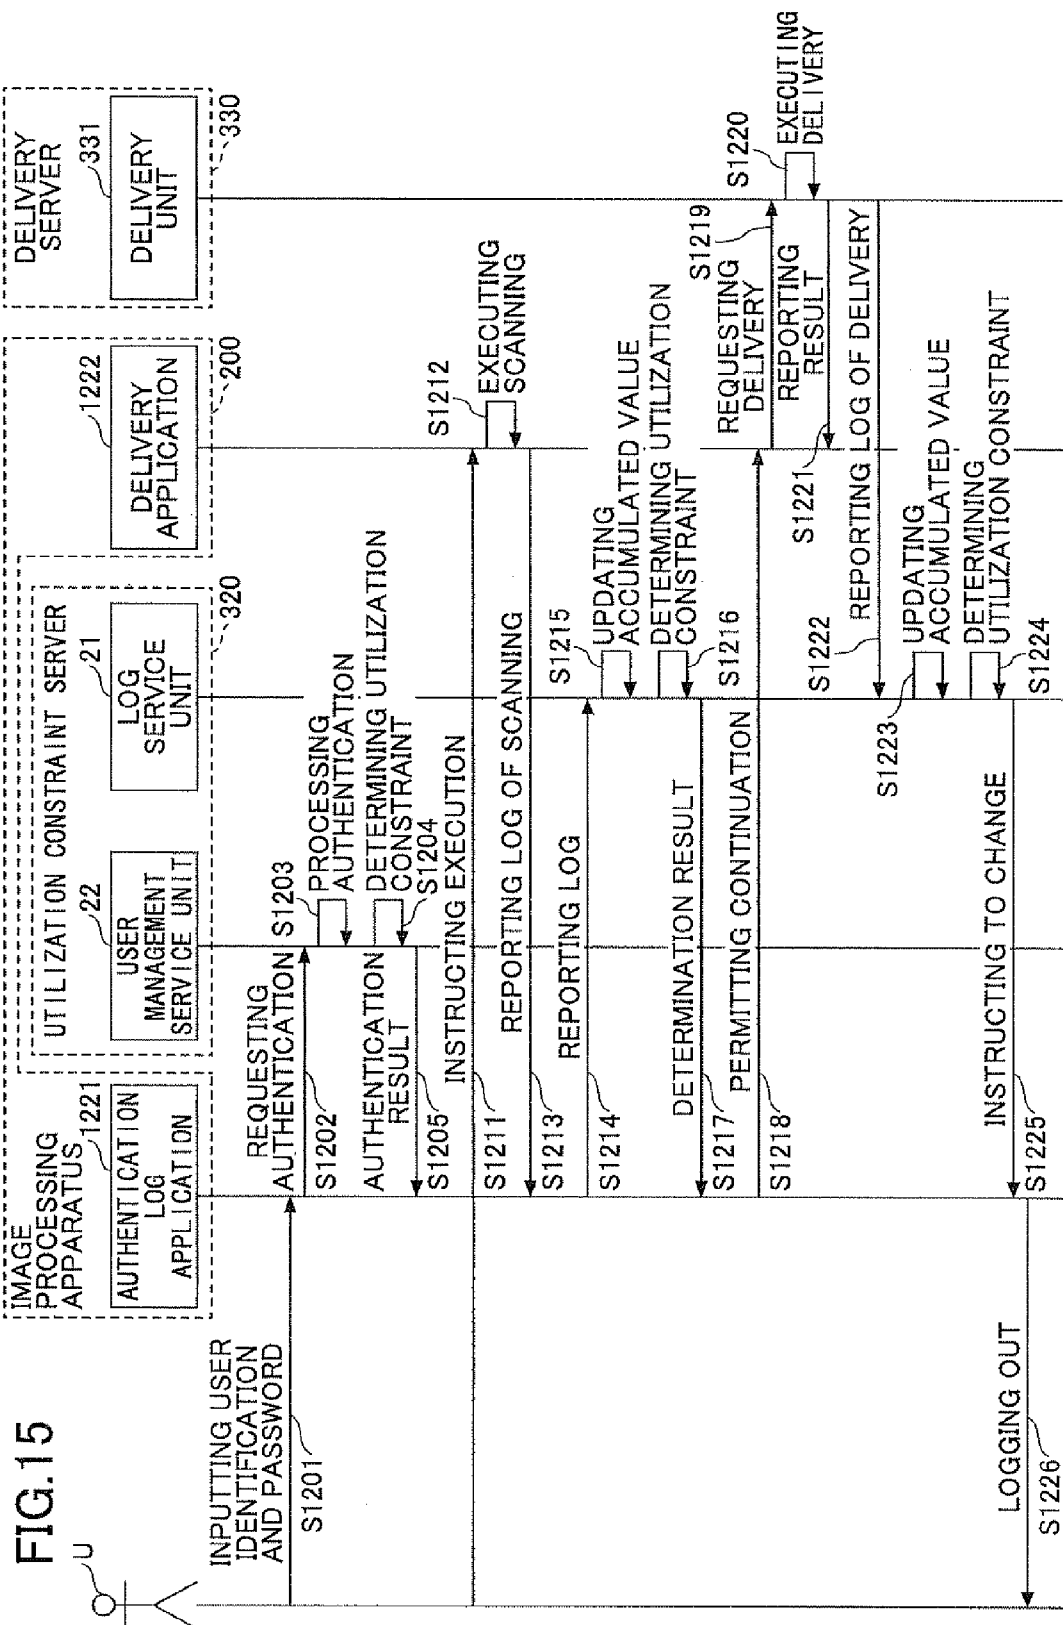 FIG.15
U
IMAGE
PROCESSING
APPARATUS
1221
AUTHENTICATION
LOG
APPLICATION
UTILIZATION CONSTRAINT SERVER
22
USER
MANAGEMENT
SERVICE UNIT
21
LOG
SERVICE
UNIT
320
1222
DELIVERY
APPLICATION
200
DELIVERY
SERVER
331
DELIVERY
UNIT
330
INPUTTING USER
IDENTIFICATION
AND PASSWORD
S1201
REQUESTING
AUTHENTICATION
S1202
S1203
PROCESSING
AUTHENTICATION
DETERMINING UTILIZATION
CONSTRAINT
S1204
AUTHENTICATION
RESULT
S1205
INSTRUCTING EXECUTION
S1211
S1212
EXECUTING
SCANNING
REPORTING LOG OF SCANNING
S1213
REPORTING LOG
S1214
S1215
UPDATING
ACCUMULATED VALUE
DETERMINING UTILIZATION
CONSTRAINT
S1216
DETERMINATION RESULT
S1217
PERMITTING CONTINUATION
S1218
REQUESTING
DELIVERY
S1219
S1220
EXECUTING
DELIVERY
REPORTING
RESULT
S1221
REPORTING LOG OF DELIVERY
S1222
UPDATING
ACCUMULATED VALUE
S1223
DETERMINING
UTILIZATION CONSTRAINT
S1224
INSTRUCTING TO CHANGE
S1225
LOGGING OUT
S1226